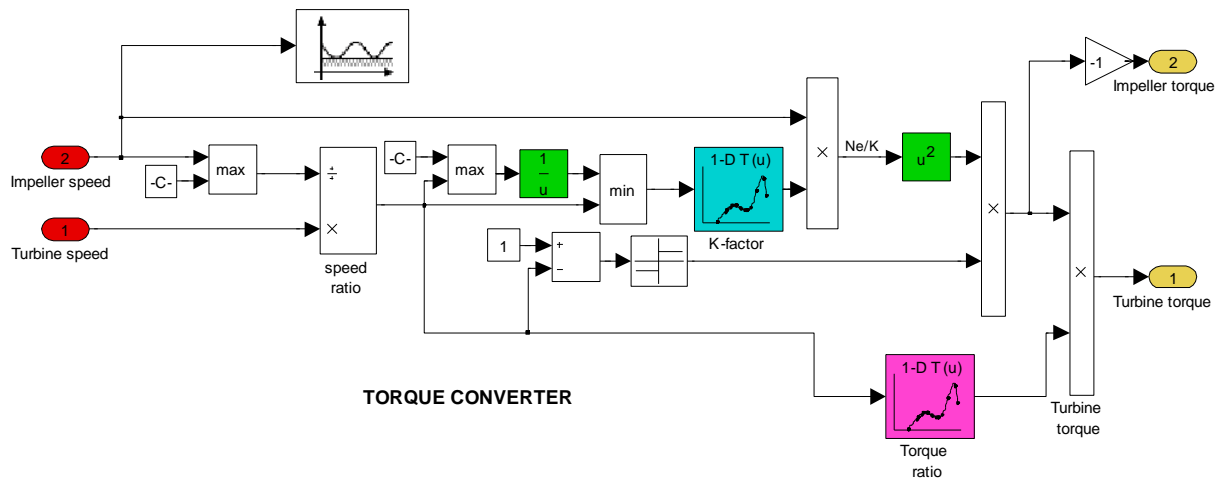 -1
2
Impeller torque
2
Impeller speed
-C-
max
÷
÷
×
speed
ratio
-C-
max
1
u
min
1-D T(u)
K-factor
×
Ne/K
u²
×
1
Turbine speed
1
+
−
×
1
Turbine torque
1-D T(u)
Torque
ratio
Turbine
torque
TORQUE CONVERTER